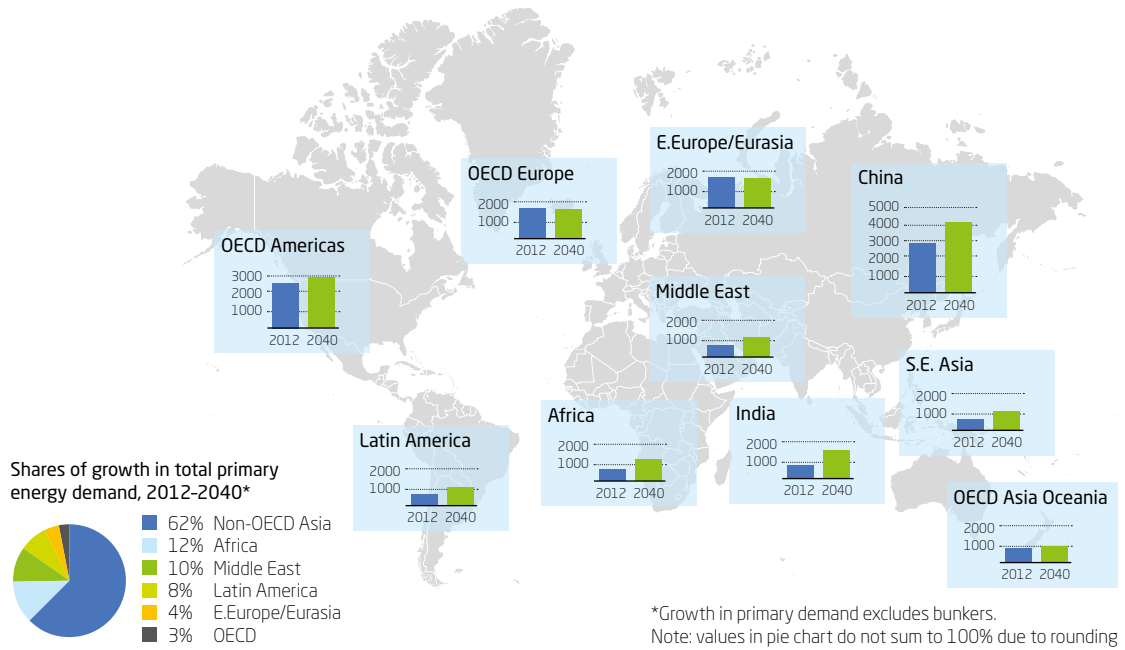 E.Europe/Eurasia
2000
1000
2012 2040
OECD Europe
2000
1000
2012 2040
China
5000
4000
3000
2000
1000
2012 2040
OECD Americas
3000
2000
1000
2012 2040
Middle East
2000
1000
2012 2040
S.E. Asia
2000
1000
2012 2040
Africa
2000
1000
2012 2040
India
2000
1000
2012 2040
Latin America
2000
1000
2012 2040
OECD Asia Oceania
2000
1000
2012 2040
Shares of growth in total primary
energy demand, 2012–2040*
62% Non-OECD Asia
12% Africa
10% Middle East
8% Latin America
4% E.Europe/Eurasia
3% OECD
*Growth in primary demand excludes bunkers.
Note: values in pie chart do not sum to 100% due to rounding